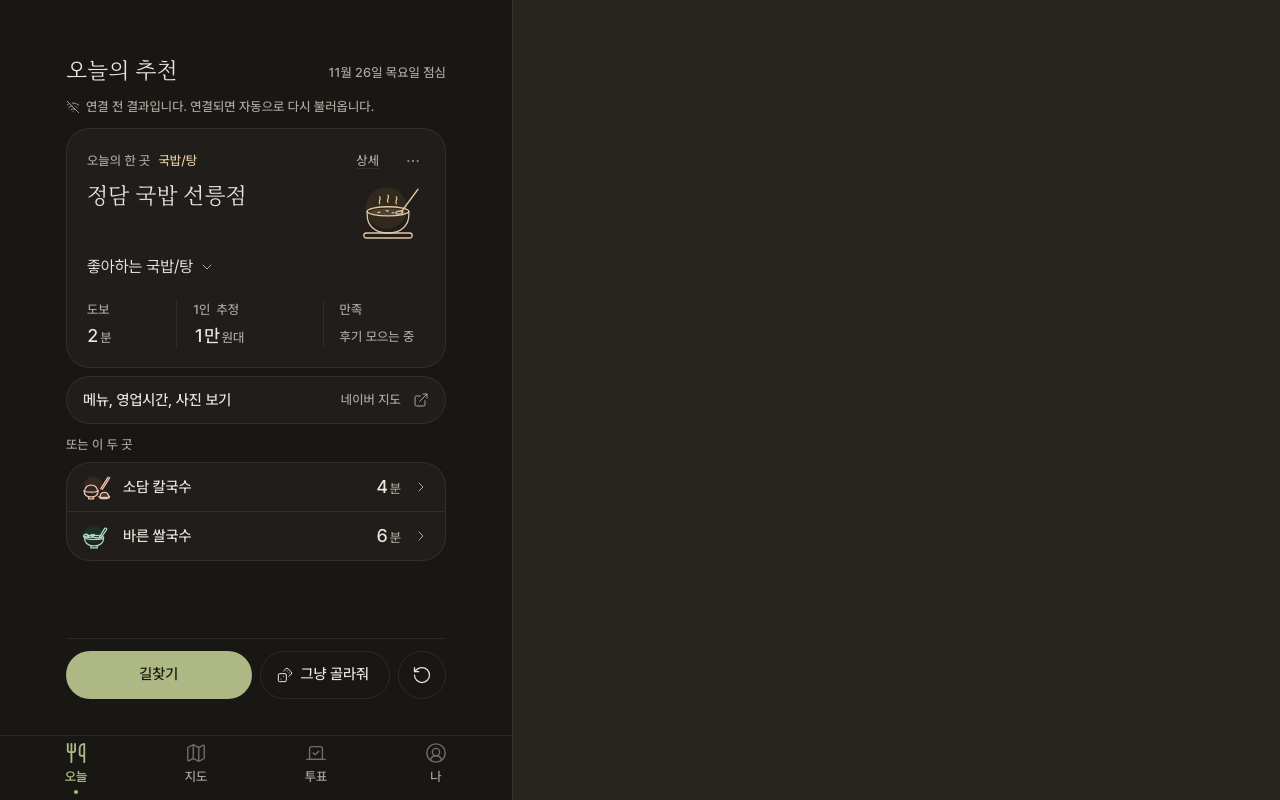 오늘의 추천
11월 26일 목요일 점심
연결 전 결과입니다. 연결되면 자동으로 다시 불러옵니다.
오늘의 한 곳 국밥/탕
상세
정담 국밥 선릉점
좋아하는 국밥/탕
도보
2분
1인 추정
1만원대
만족
후기 모으는 중
메뉴, 영업시간, 사진 보기
네이버 지도
또는 이 두 곳
소담 칼국수
4분
바른 쌀국수
6분
길찾기
그냥 골라줘
오늘
지도
투표
나